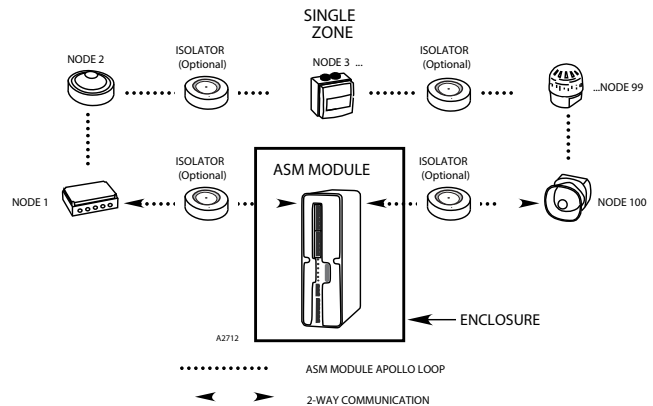 SINGLE
ZONE
NODE 2
ISOLATOR
(Optional)
NODE 3 ...
ISOLATOR
(Optional)
...NODE 99
NODE 1
ISOLATOR
(Optional)
ASM MODULE
ISOLATOR
(Optional)
NODE 100
A2712
ENCLOSURE
ASM MODULE APOLLO LOOP
2-WAY COMMUNICATION